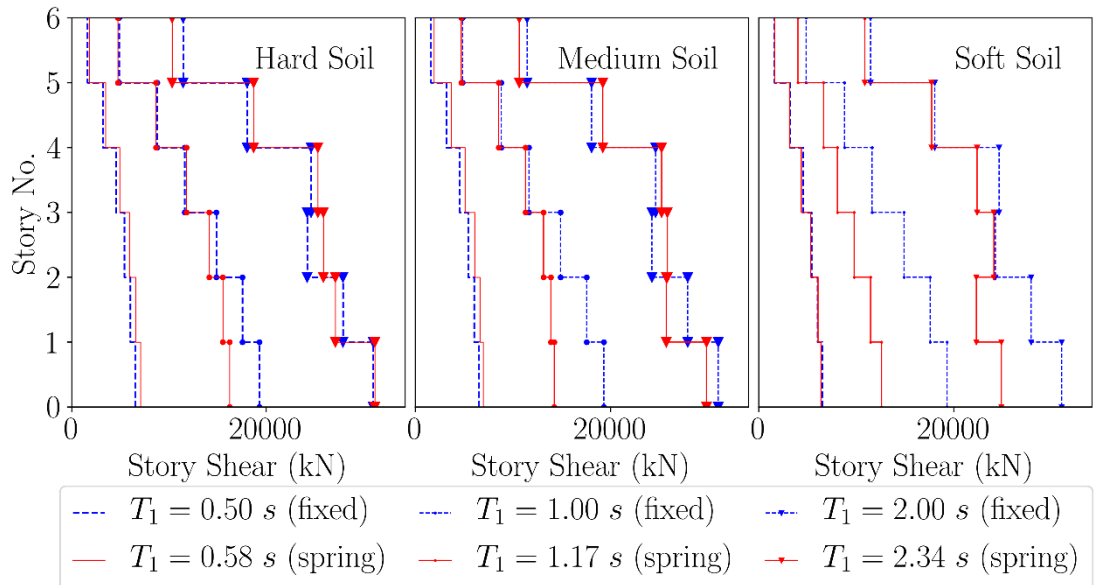 6
5
4
3
2
1
0
Story No.
Hard Soil
Medium Soil
Soft Soil
0 20000
0 20000
0 20000
Story Shear (kN)
Story Shear (kN)
Story Shear (kN)
T₁ = 0.50 s (fixed)
T₁ = 1.00 s (fixed)
T₁ = 2.00 s (fixed)
T₁ = 0.58 s (spring)
T₁ = 1.17 s (spring)
T₁ = 2.34 s (spring)